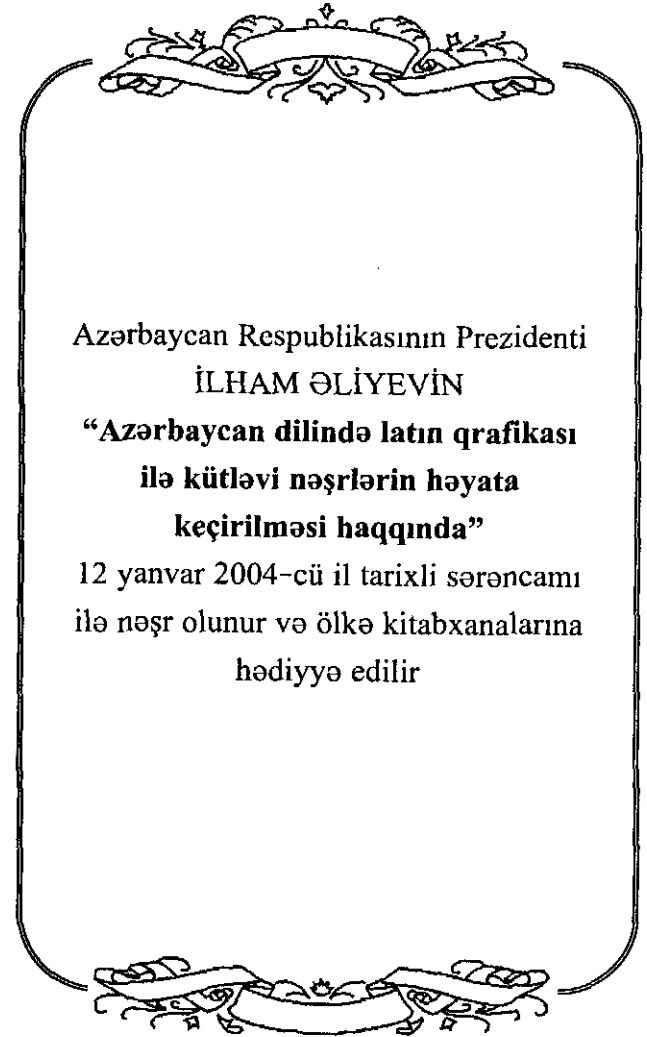 Azərbaycan Respublikasının Prezidenti
İLHAM ƏLİYEVİN
“Azərbaycan dilində latın qrafikası
ilə kütləvi nəşrlərin həyata
keçirilməsi haqqında”
12 yanvar 2004-cü il tarixli sərəncamı
ilə nəşr olunur və ölkə kitabxanalarına
hədiyyə edilir